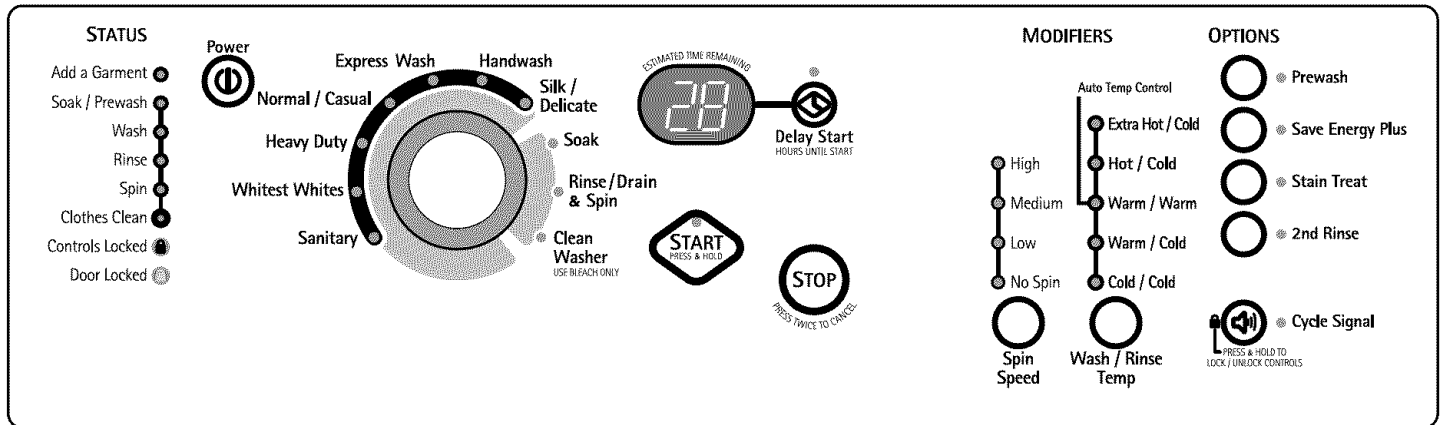 STATUS
Add a Garment
Soak / Prewash
Wash
Rinse
Spin
Clothes Clean
Controls Locked
Door Locked
Power
Express Wash
Handwash
Normal / Casual
Silk /
Delicate
Heavy Duty
Soak
Whitest Whites
Rinse/Drain
& Spin
Sanitary
Clean
Washer
USE BLEACH ONLY
ESTIMATED TIME REMAINING
28
Delay Start
HOURS UNTIL START
START
PRESS & HOLD
STOP
PRESS TWICE TO CANCEL
MODIFIERS
Auto Temp Control
Extra Hot / Cold
High
Hot / Cold
Medium
Warm / Warm
Low
Warm / Cold
No Spin
Cold / Cold
Spin
Speed
Wash / Rinse
Temp
OPTIONS
Prewash
Save Energy Plus
Stain Treat
2nd Rinse
Cycle Signal
PRESS & HOLD TO
LOCK / UNLOCK CONTROLS